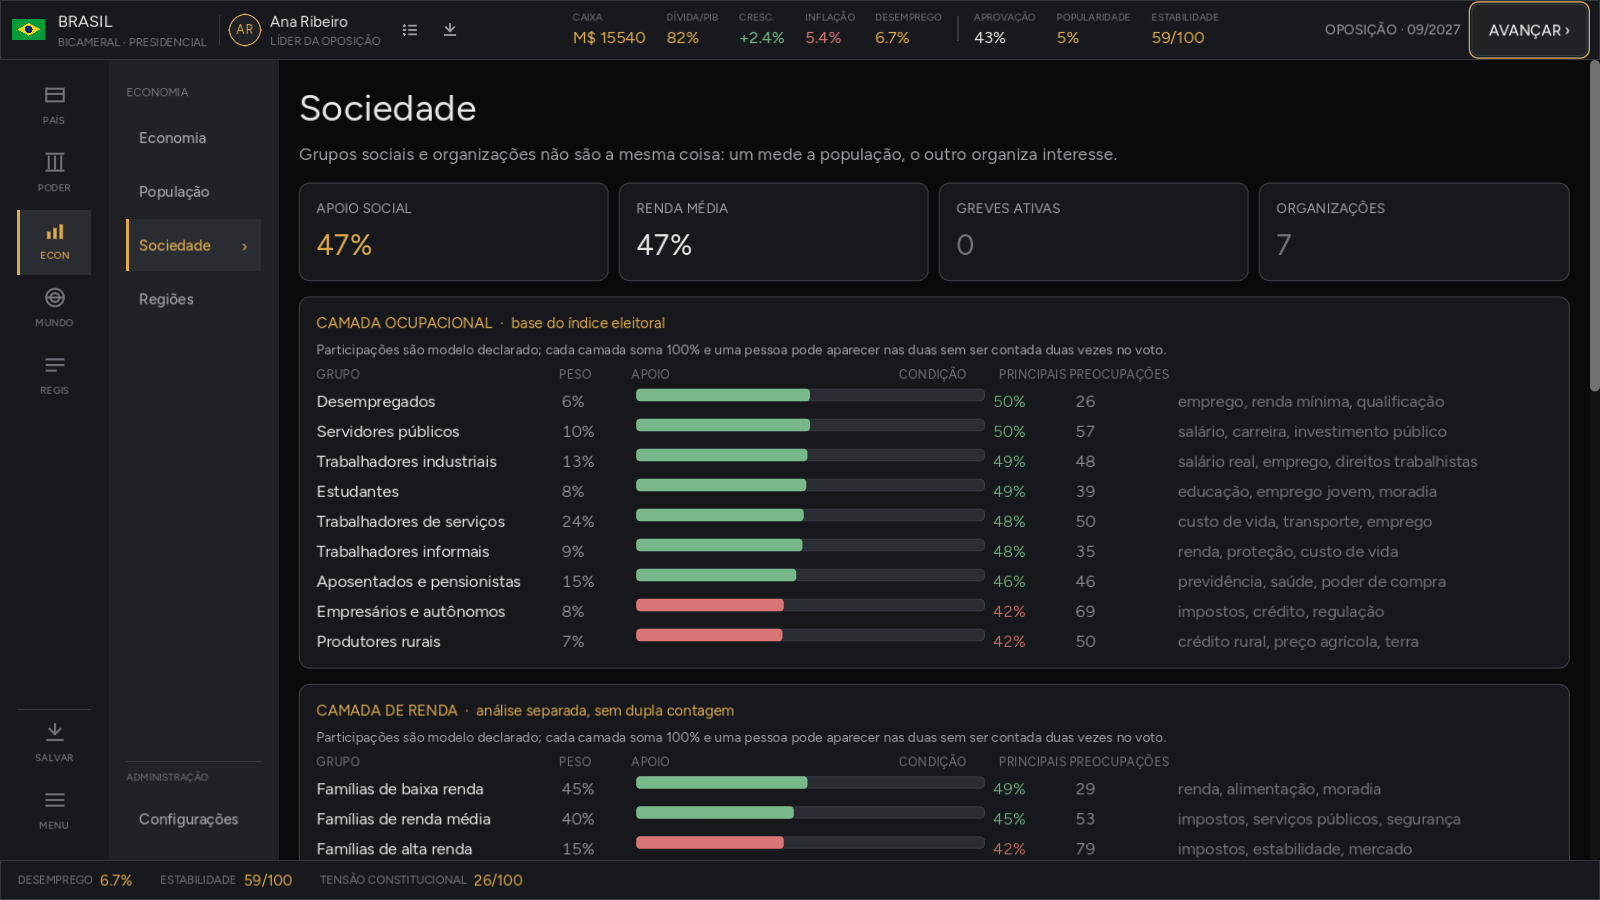 BRASIL
BICAMERAL · PRESIDENCIAL
AR
Ana Ribeiro
LÍDER DA OPOSIÇÃO
CAIXA
M$ 15540
DÍVIDA/PIB
82%
CRESC.
+2.4%
INFLAÇÃO
5.4%
DESEMPREGO
6.7%
APROVAÇÃO
43%
POPULARIDADE
5%
ESTABILIDADE
59/100
OPOSIÇÃO · 09/2027
AVANÇAR ›
PAÍS
PODER
ECON
MUNDO
REGIS
SALVAR
MENU
ECONOMIA
Economia
População
Sociedade ›
Regiões
ADMINISTRAÇÃO
Configurações
Sociedade
Grupos sociais e organizações não são a mesma coisa: um mede a população, o outro organiza interesse.
APOIO SOCIAL
47%
RENDA MÉDIA
47%
GREVES ATIVAS
0
ORGANIZAÇÕES
7
CAMADA OCUPACIONAL · base do índice eleitoral
Participações são modelo declarado; cada camada soma 100% e uma pessoa pode aparecer nas duas sem ser contada duas vezes no voto.
GRUPO PESO APOIO CONDIÇÃO PRINCIPAIS PREOCUPAÇÕES
Desempregados 6% 50% 26 emprego, renda mínima, qualificação
Servidores públicos 10% 50% 57 salário, carreira, investimento público
Trabalhadores industriais 13% 49% 48 salário real, emprego, direitos trabalhistas
Estudantes 8% 49% 39 educação, emprego jovem, moradia
Trabalhadores de serviços 24% 48% 50 custo de vida, transporte, emprego
Trabalhadores informais 9% 48% 35 renda, proteção, custo de vida
Aposentados e pensionistas 15% 46% 46 previdência, saúde, poder de compra
Empresários e autônomos 8% 42% 69 impostos, crédito, regulação
Produtores rurais 7% 42% 50 crédito rural, preço agrícola, terra
CAMADA DE RENDA · análise separada, sem dupla contagem
Participações são modelo declarado; cada camada soma 100% e uma pessoa pode aparecer nas duas sem ser contada duas vezes no voto.
GRUPO PESO APOIO CONDIÇÃO PRINCIPAIS PREOCUPAÇÕES
Famílias de baixa renda 45% 49% 29 renda, alimentação, moradia
Famílias de renda média 40% 45% 53 impostos, serviços públicos, segurança
Famílias de alta renda 15% 42% 79 impostos, estabilidade, mercado
DESEMPREGO 6.7% ESTABILIDADE 59/100 TENSÃO CONSTITUCIONAL 26/100